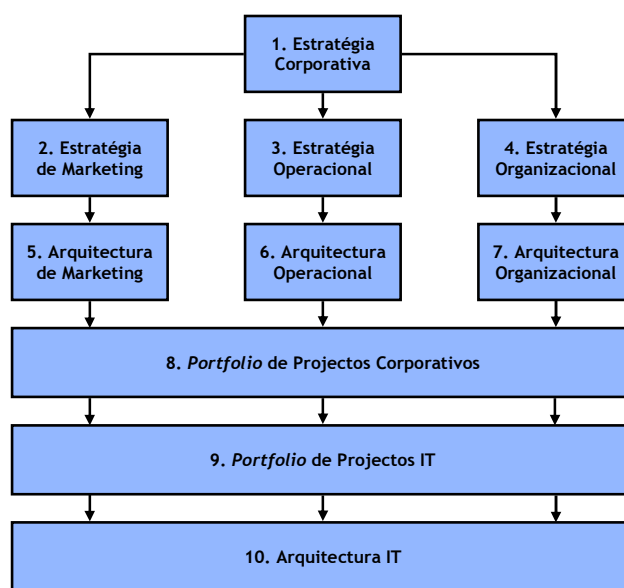 1. Estratégia
Corporativa
2. Estratégia
de Marketing
3. Estratégia
Operacional
4. Estratégia
Organizacional
5. Arquitectura
de Marketing
6. Arquitectura
Operacional
7. Arquitectura
Organizacional
8. Portfolio de Projectos Corporativos
9. Portfolio de Projectos IT
10. Arquitectura IT